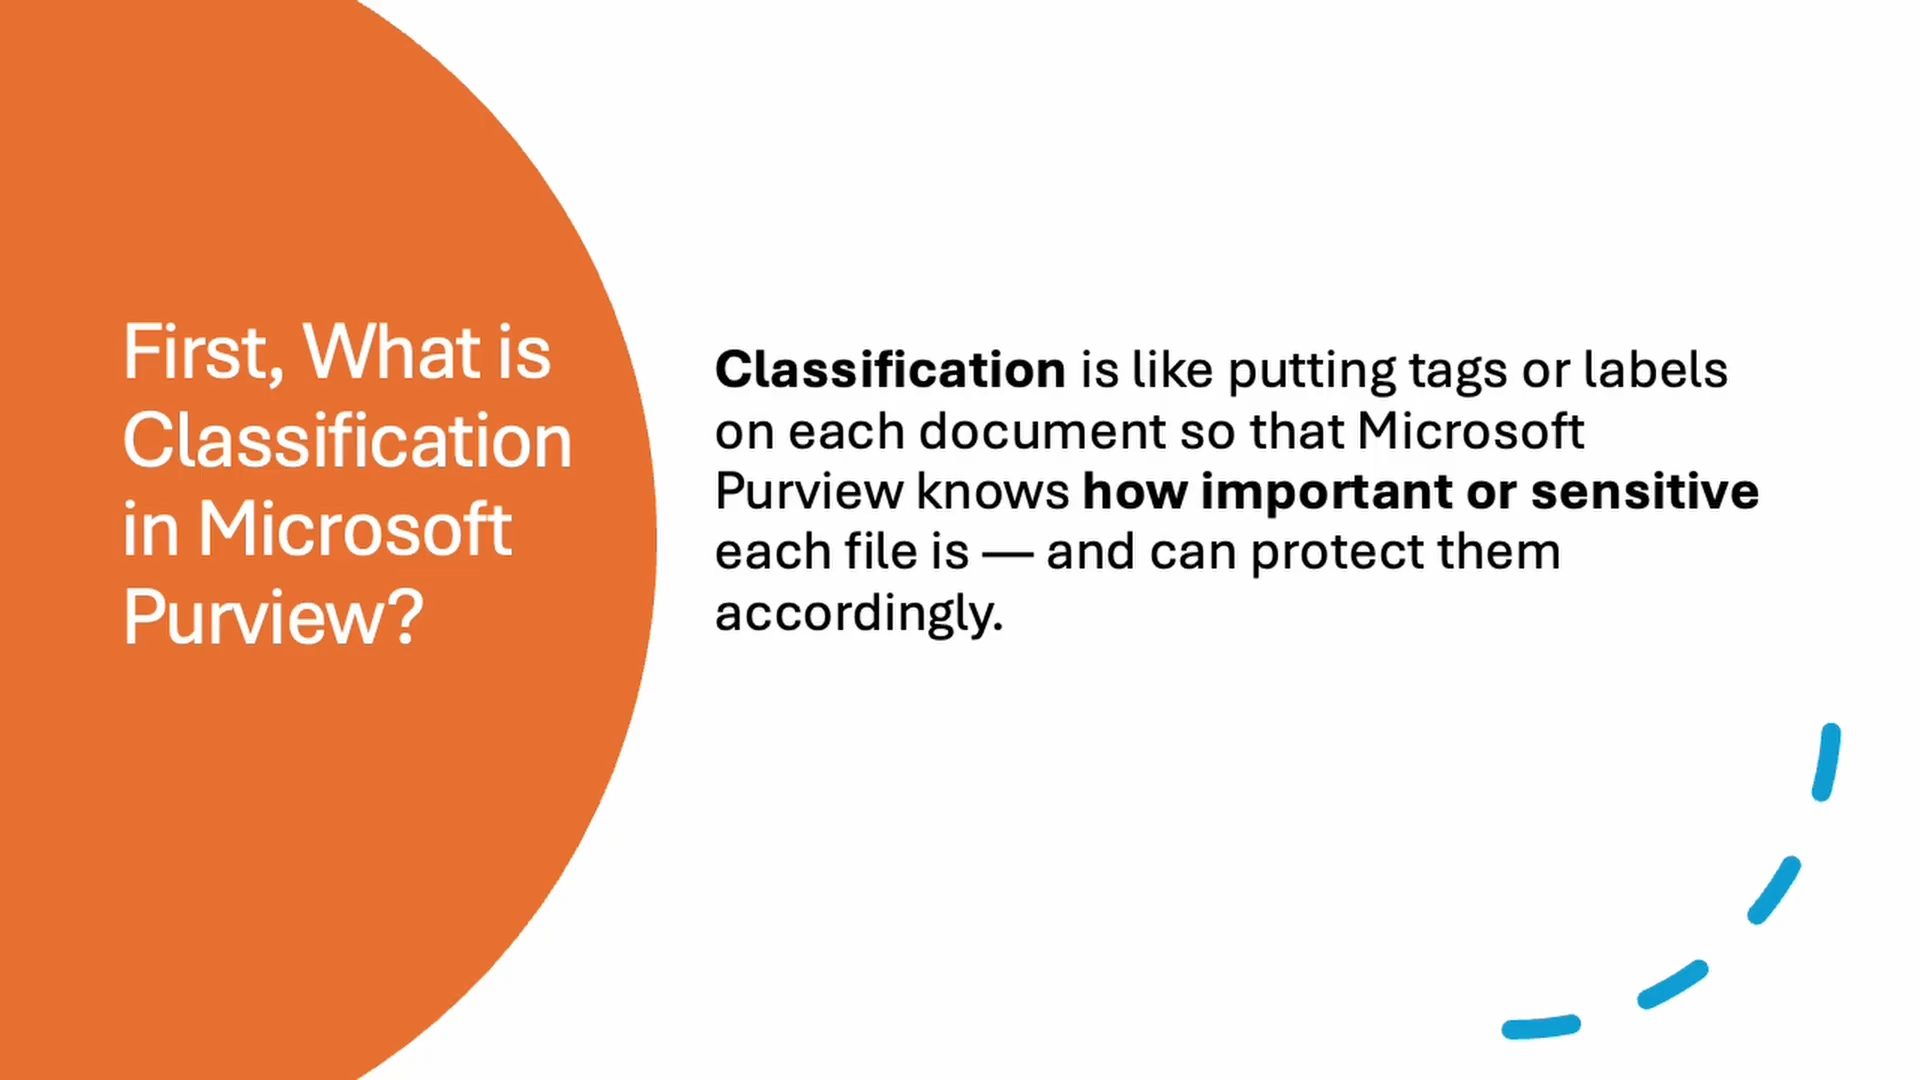 First, What is
Classification
in Microsoft
Purview?
Classification is like putting tags or labels
on each document so that Microsoft
Purview knows how important or sensitive
each file is — and can protect them
accordingly.